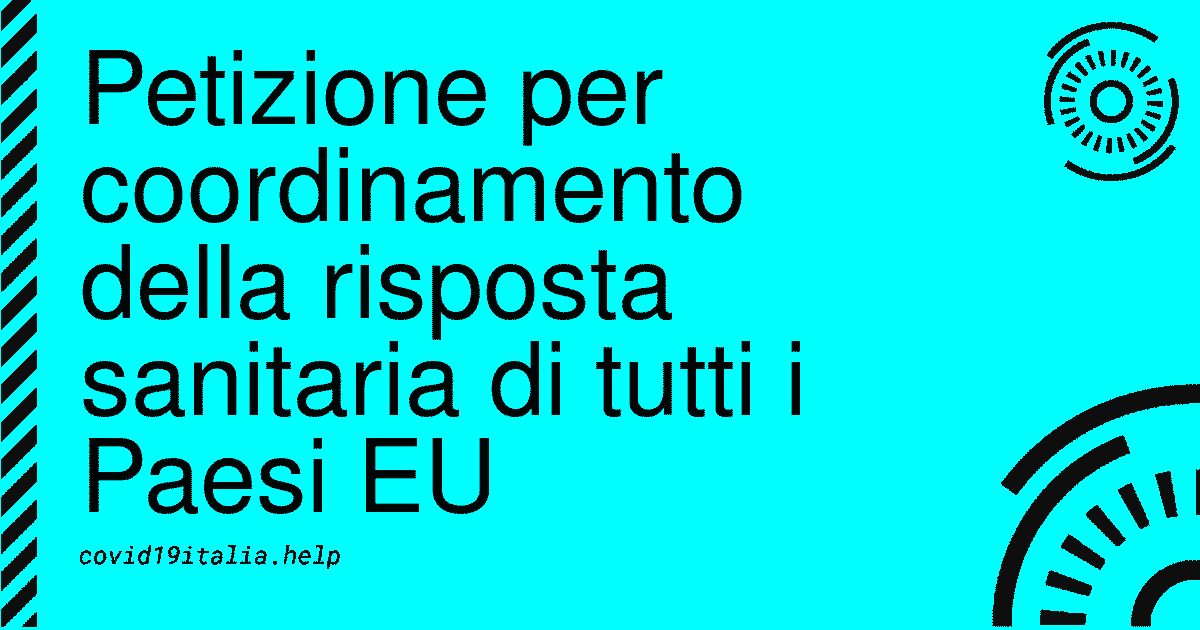 Petizione per
coordinamento
della risposta
sanitaria di tutti i
Paesi EU
covid19italia.help